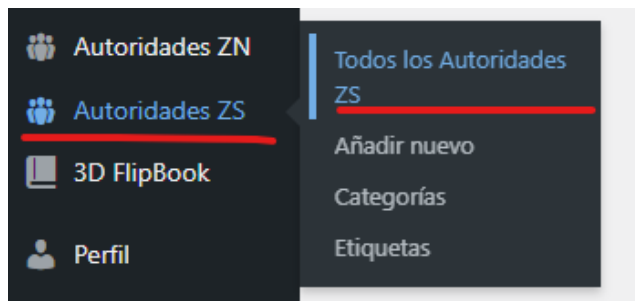 Autoridades ZN
Autoridades ZS
3D FlipBook
Perfil
Todos los Autoridades
ZS
Añadir nuevo
Categorías
Etiquetas